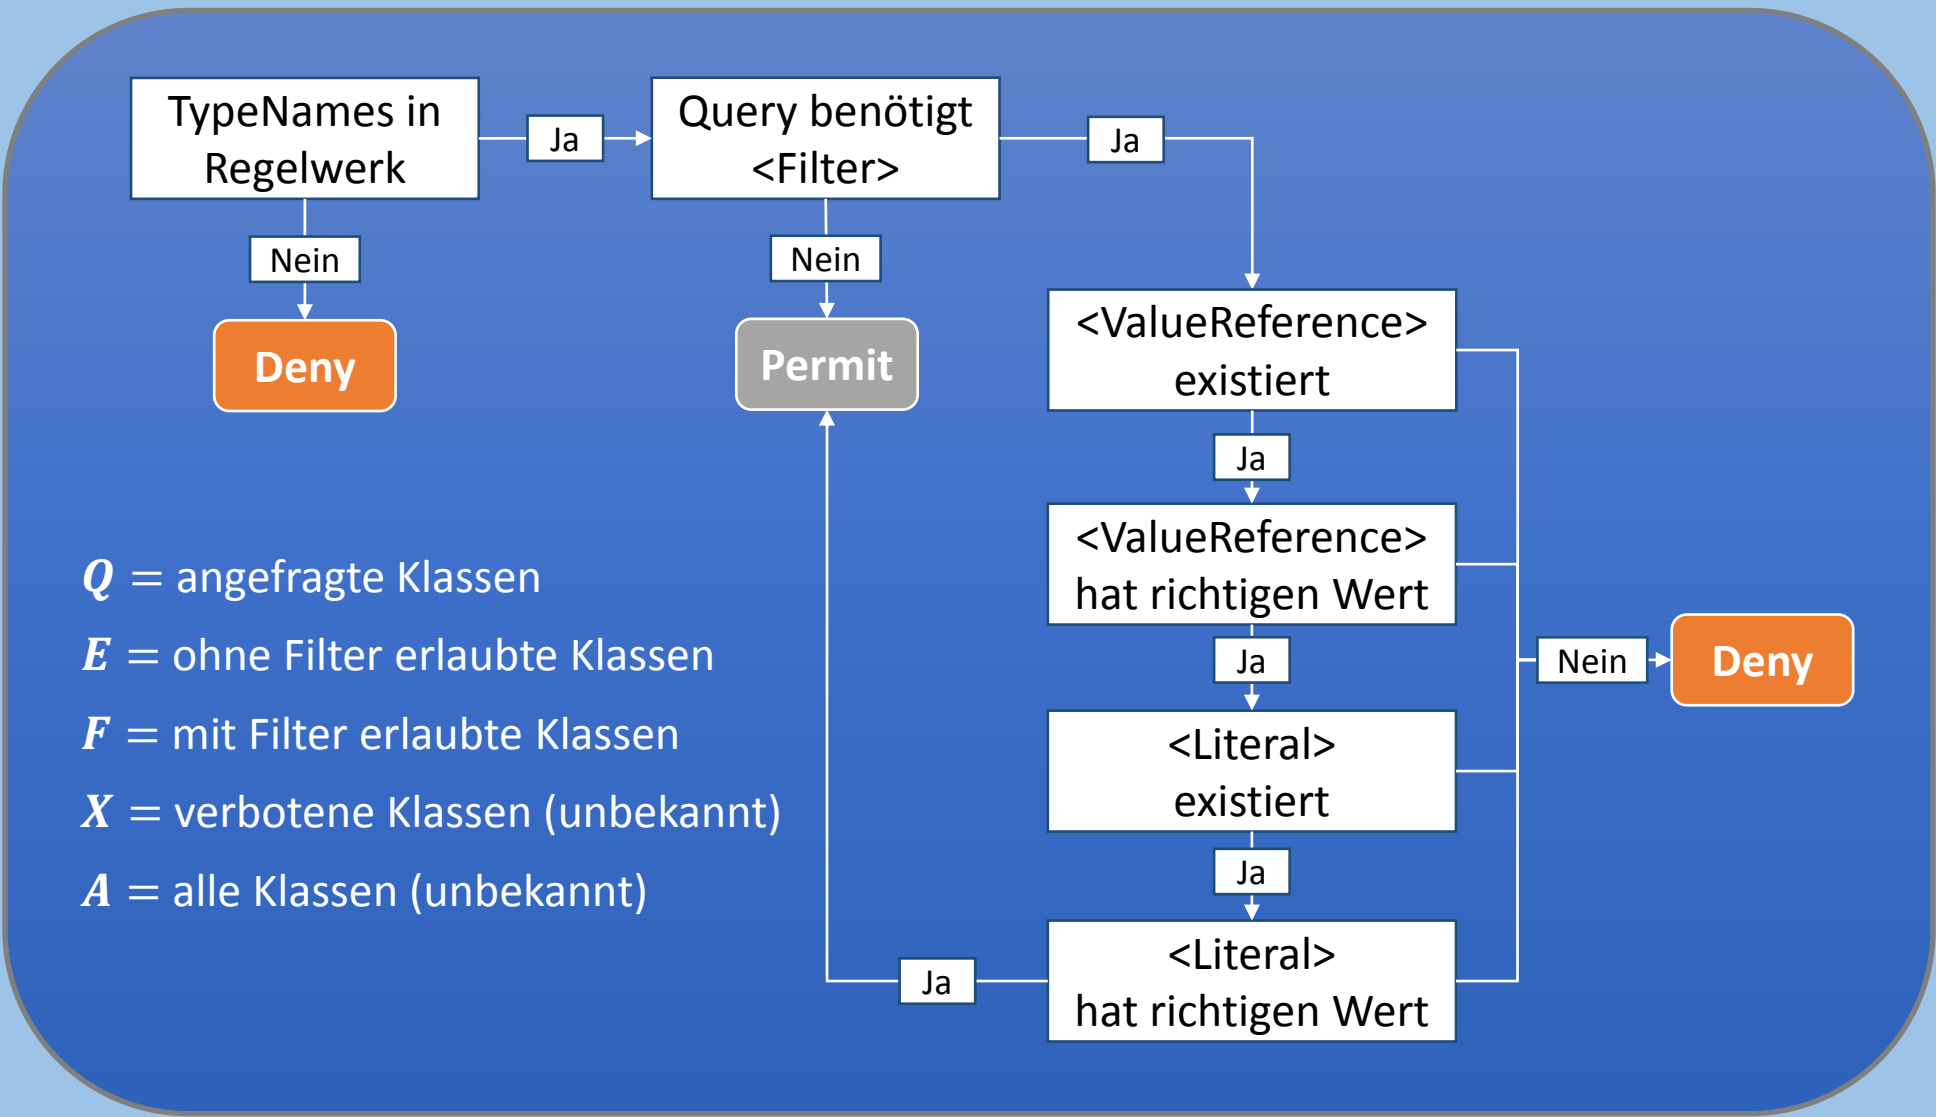 TypeNames in
Regelwerk
Ja
Query benötigt
<Filter>
Ja
Nein
Nein
Deny
Permit
<ValueReference>
existiert
Ja
<ValueReference>
hat richtigen Wert
Ja
<Literal>
existiert
Ja
<Literal>
hat richtigen Wert
Ja
Nein
Deny
Q = angefragte Klassen
E = ohne Filter erlaubte Klassen
F = mit Filter erlaubte Klassen
X = verbotene Klassen (unbekannt)
A = alle Klassen (unbekannt)